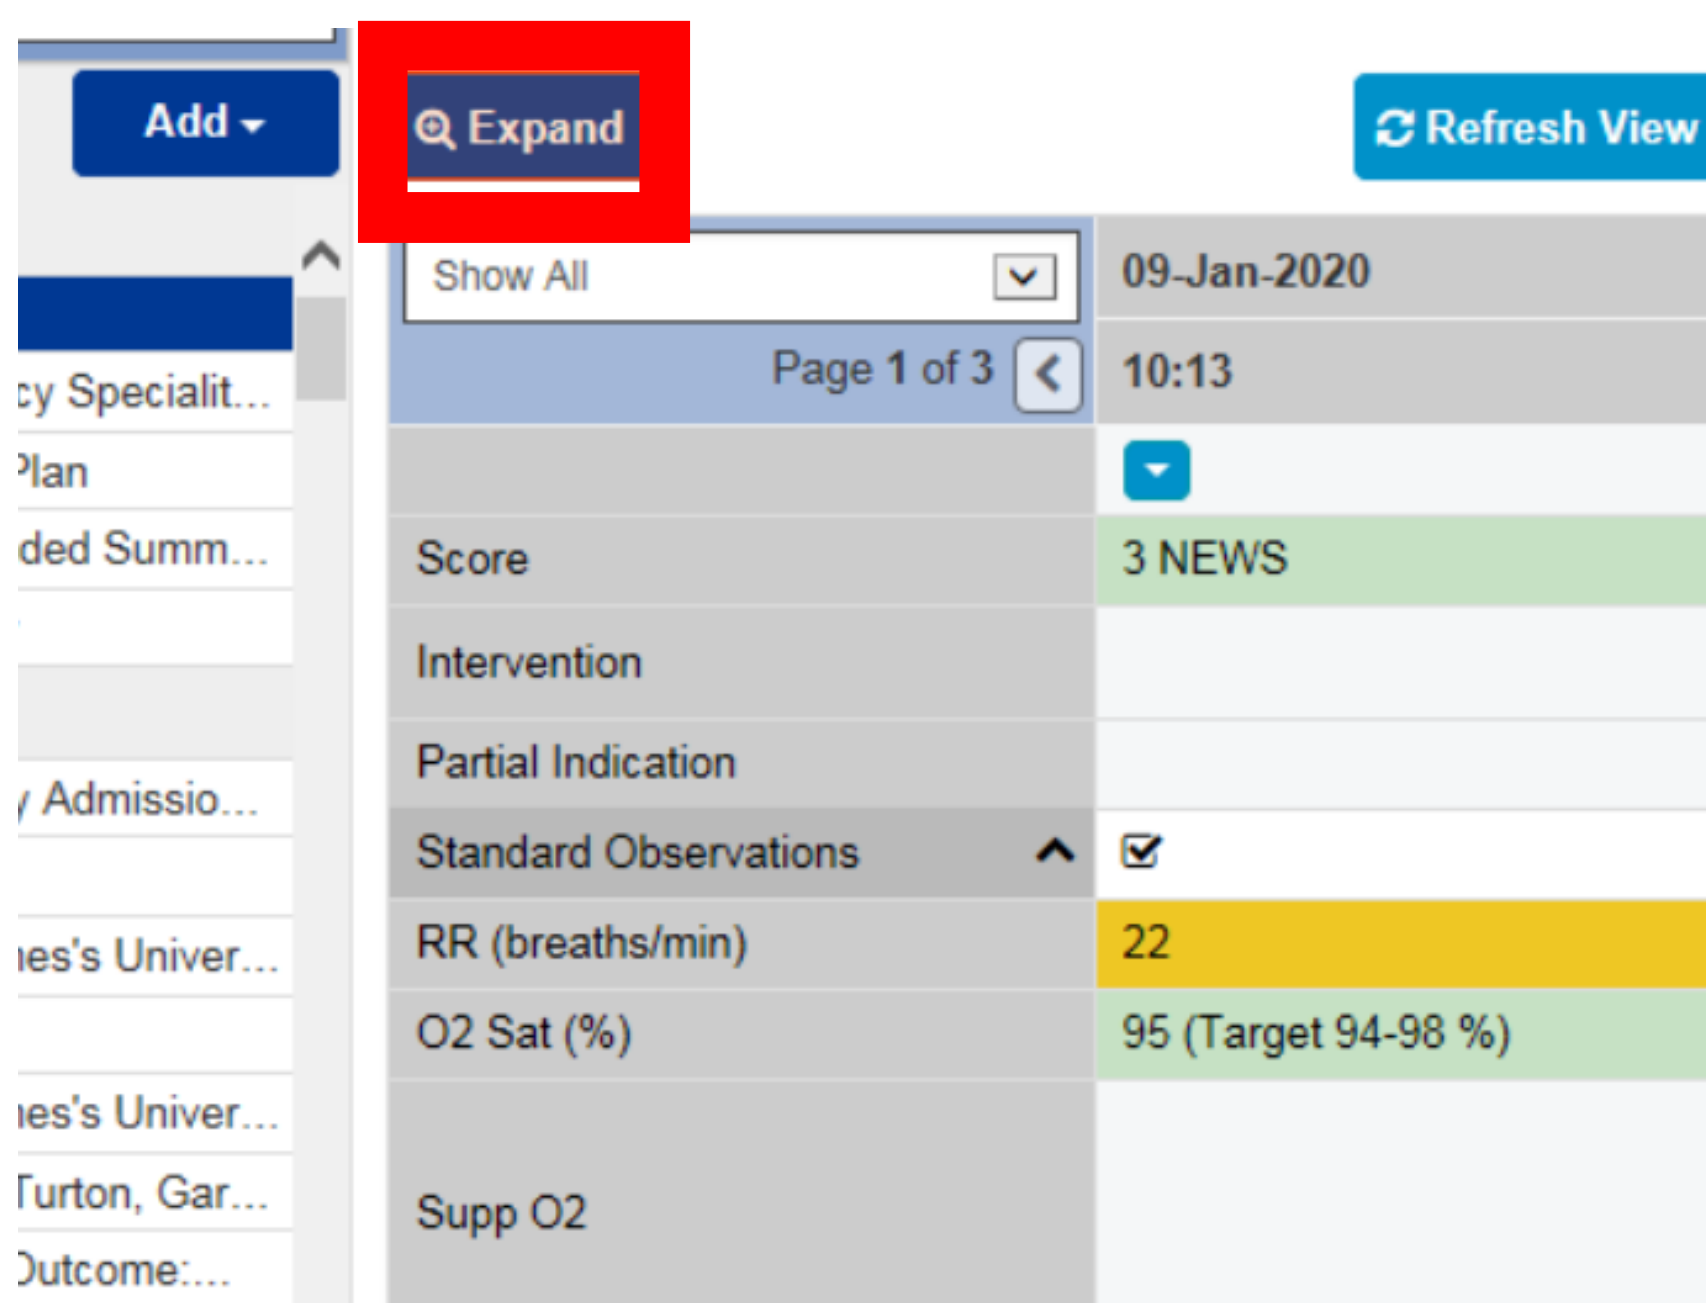 Add
Expand
Refresh View
Show All
09-Jan-2020
Page 1 of 3
10:13
cy Specialit...
Plan
ded Summ...
Score
3 NEWS
Intervention
Partial Indication
y Admissio...
Standard Observations
RR (breaths/min)
22
nes's Univer...
O2 Sat (%)
95 (Target 94-98 %)
nes's Univer...
Turton, Gar...
Supp O2
Outcome:...